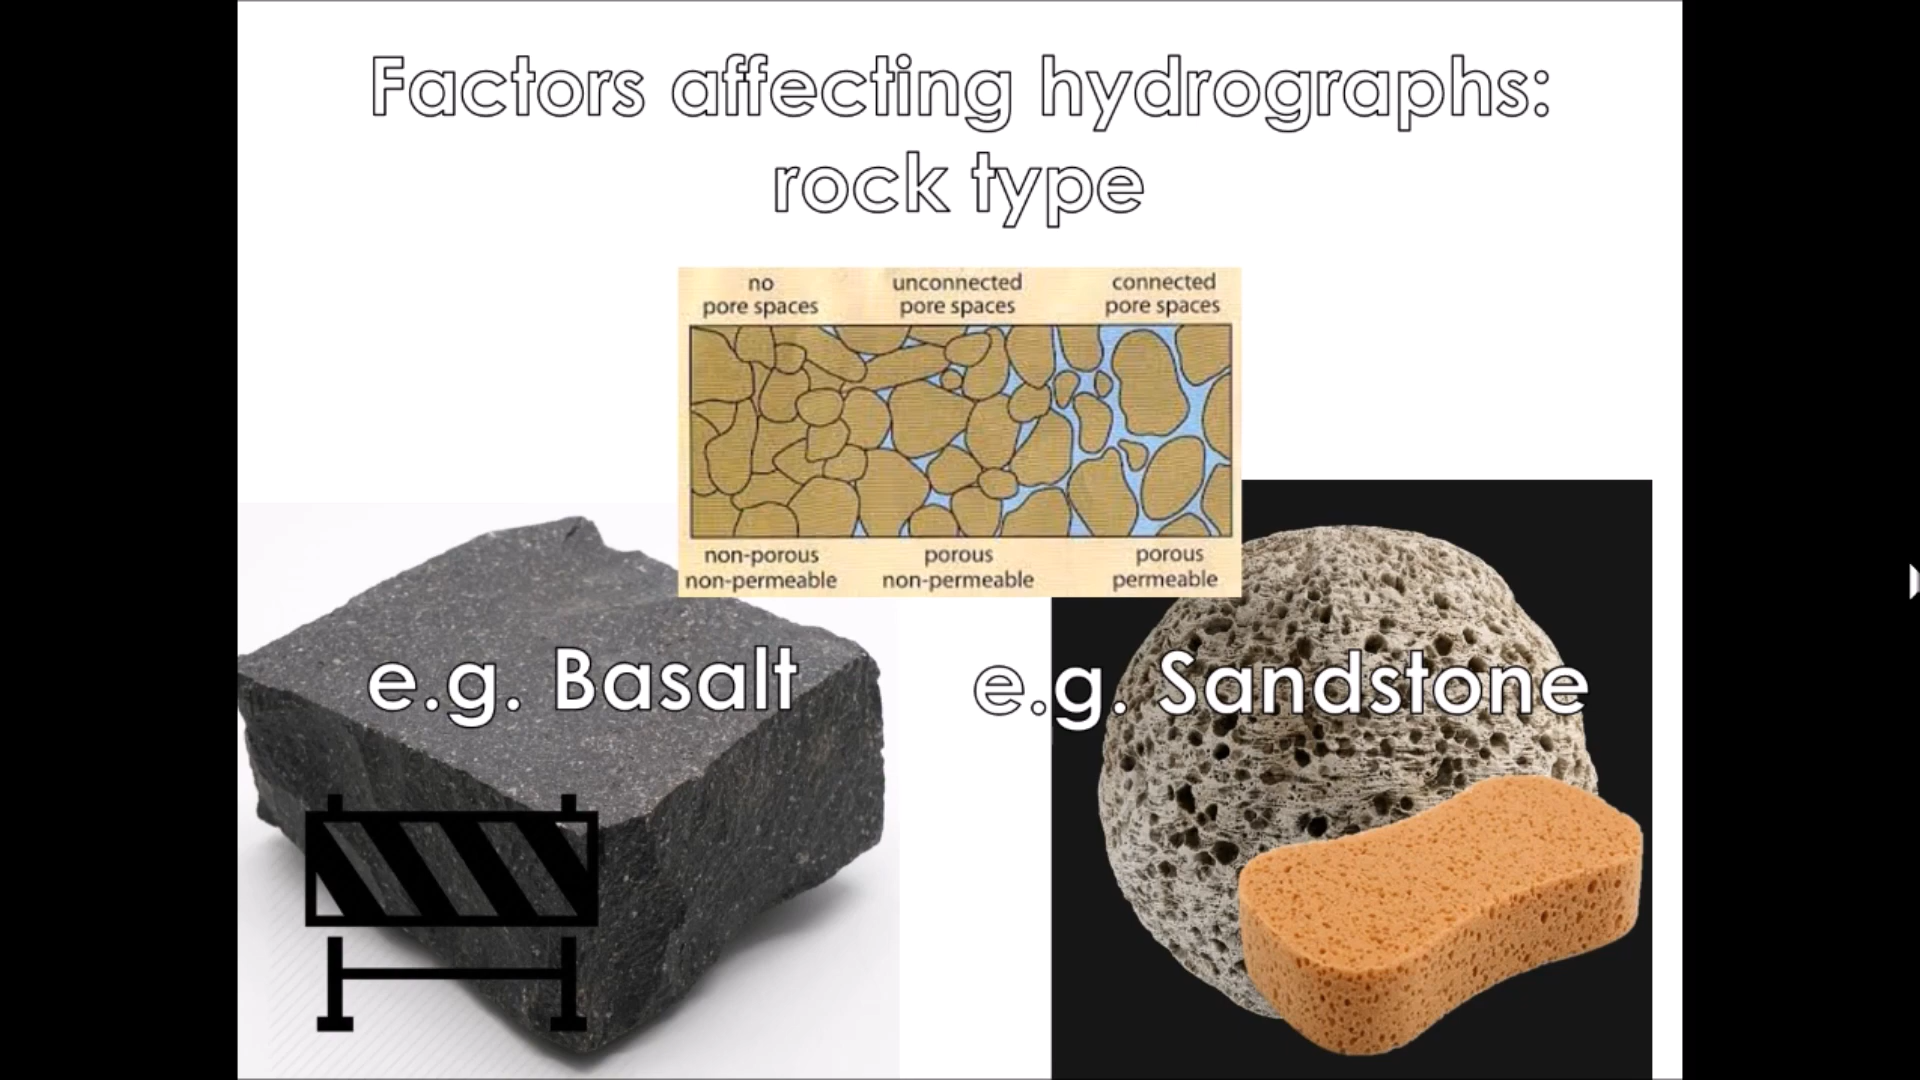 Factors affecting hydrographs:
rock type
no
pore spaces
unconnected
pore spaces
connected
pore spaces
non-porous
non-permeable
porous
non-permeable
porous
permeable
e.g. Basalt
e.g. Sandstone